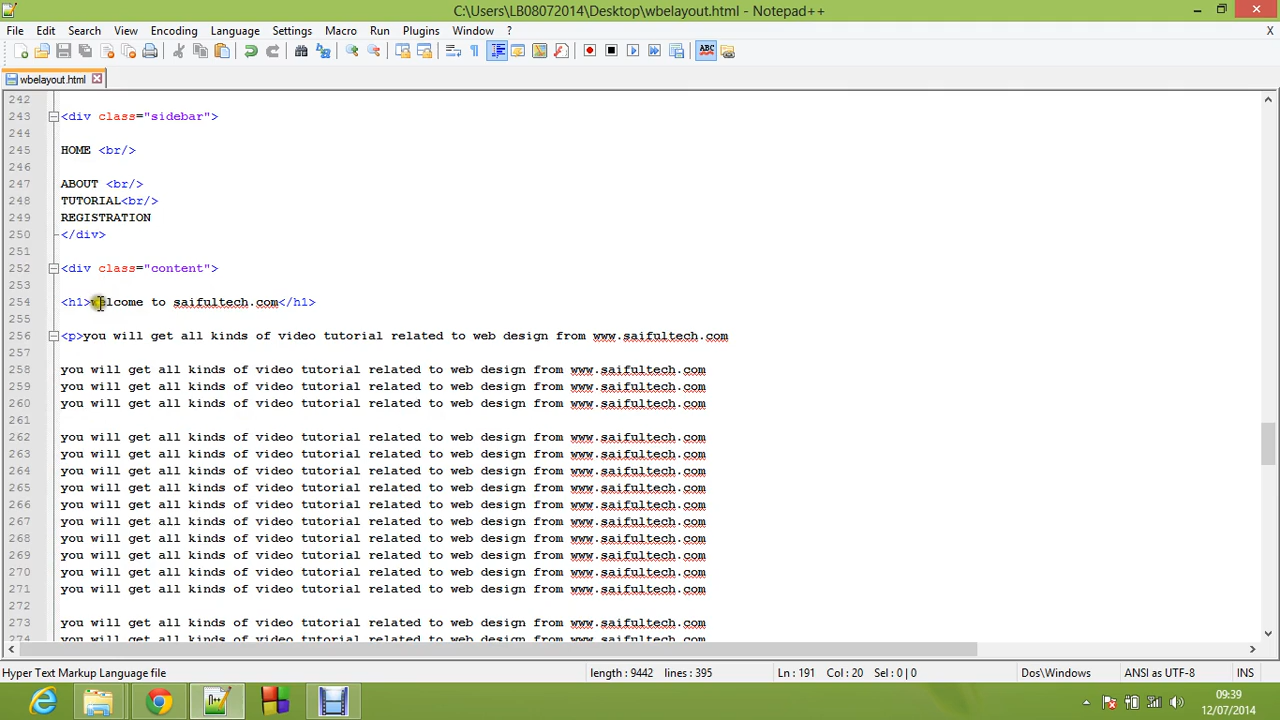 C:\Users\LB08072014\Desktop\wbelayout.html - Notepad++
File Edit Search View Encoding Language Settings Macro Run Plugins Window ? X
wbelayout.html
242
243 <div class="sidebar">
244
245 HOME <br/>
246
247 ABOUT <br/>
248 TUTORIAL<br/>
249 REGISTRATION
250 </div>
251
252 <div class="content">
253
254 <h1>welcome to saifultech.com</h1>
255
256 <p>you will get all kinds of video tutorial related to web design from www.saifultech.com
257
258 you will get all kinds of video tutorial related to web design from www.saifultech.com
259 you will get all kinds of video tutorial related to web design from www.saifultech.com
260 you will get all kinds of video tutorial related to web design from www.saifultech.com
261
262 you will get all kinds of video tutorial related to web design from www.saifultech.com
263 you will get all kinds of video tutorial related to web design from www.saifultech.com
264 you will get all kinds of video tutorial related to web design from www.saifultech.com
265 you will get all kinds of video tutorial related to web design from www.saifultech.com
266 you will get all kinds of video tutorial related to web design from www.saifultech.com
267 you will get all kinds of video tutorial related to web design from www.saifultech.com
268 you will get all kinds of video tutorial related to web design from www.saifultech.com
269 you will get all kinds of video tutorial related to web design from www.saifultech.com
270 you will get all kinds of video tutorial related to web design from www.saifultech.com
271 you will get all kinds of video tutorial related to web design from www.saifultech.com
272
273 you will get all kinds of video tutorial related to web design from www.saifultech.com
274 you will get all kinds of video tutorial related to web design from www.saifultech.com
Hyper Text Markup Language file length : 9442 lines : 395 Ln : 191 Col : 20 Sel : 0 | 0 Dos\Windows ANSI as UTF-8 INS
09:39
12/07/2014